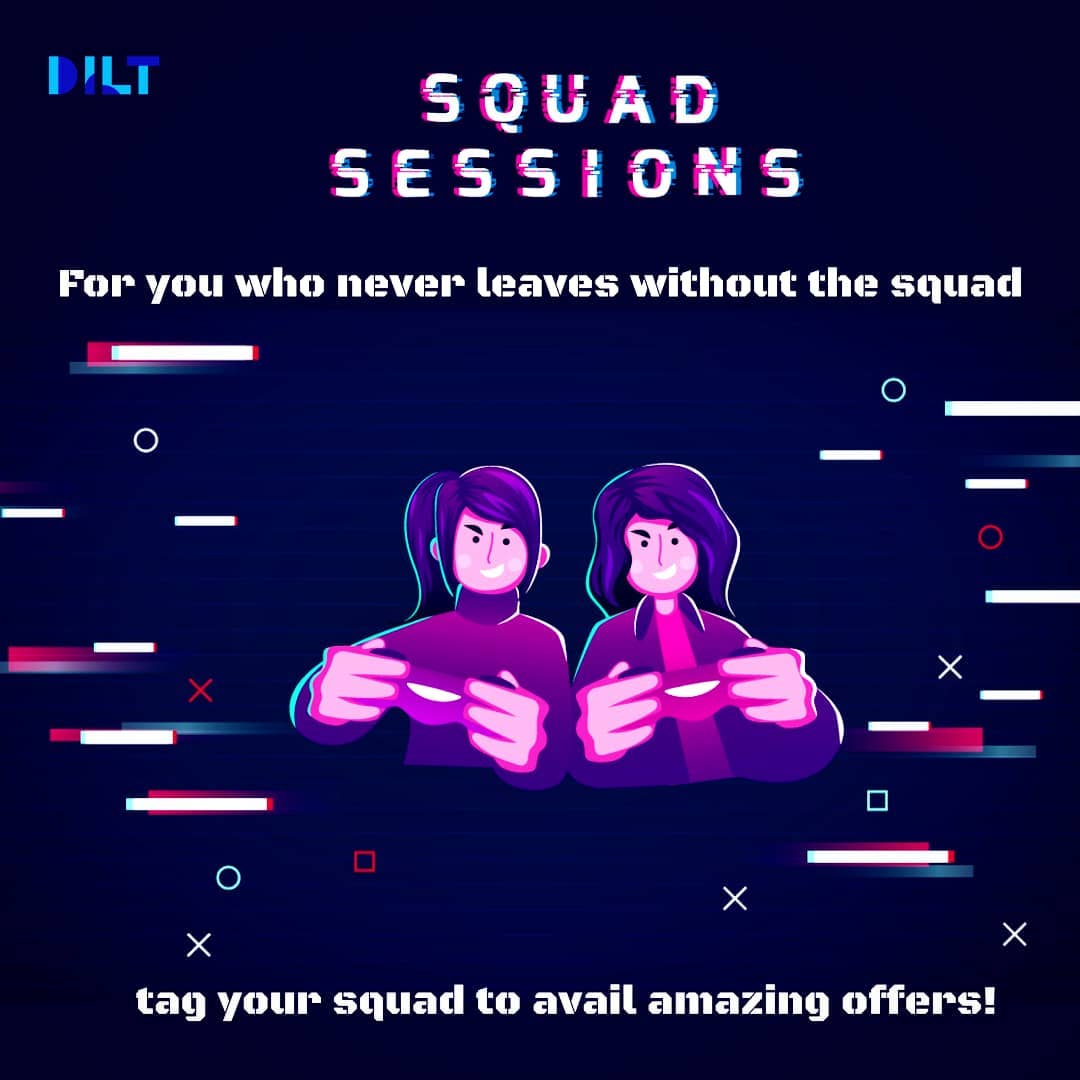 DILT
SQUAD
SESSIONS
For you who never leaves without the squad
tag your squad to avail amazing offers!